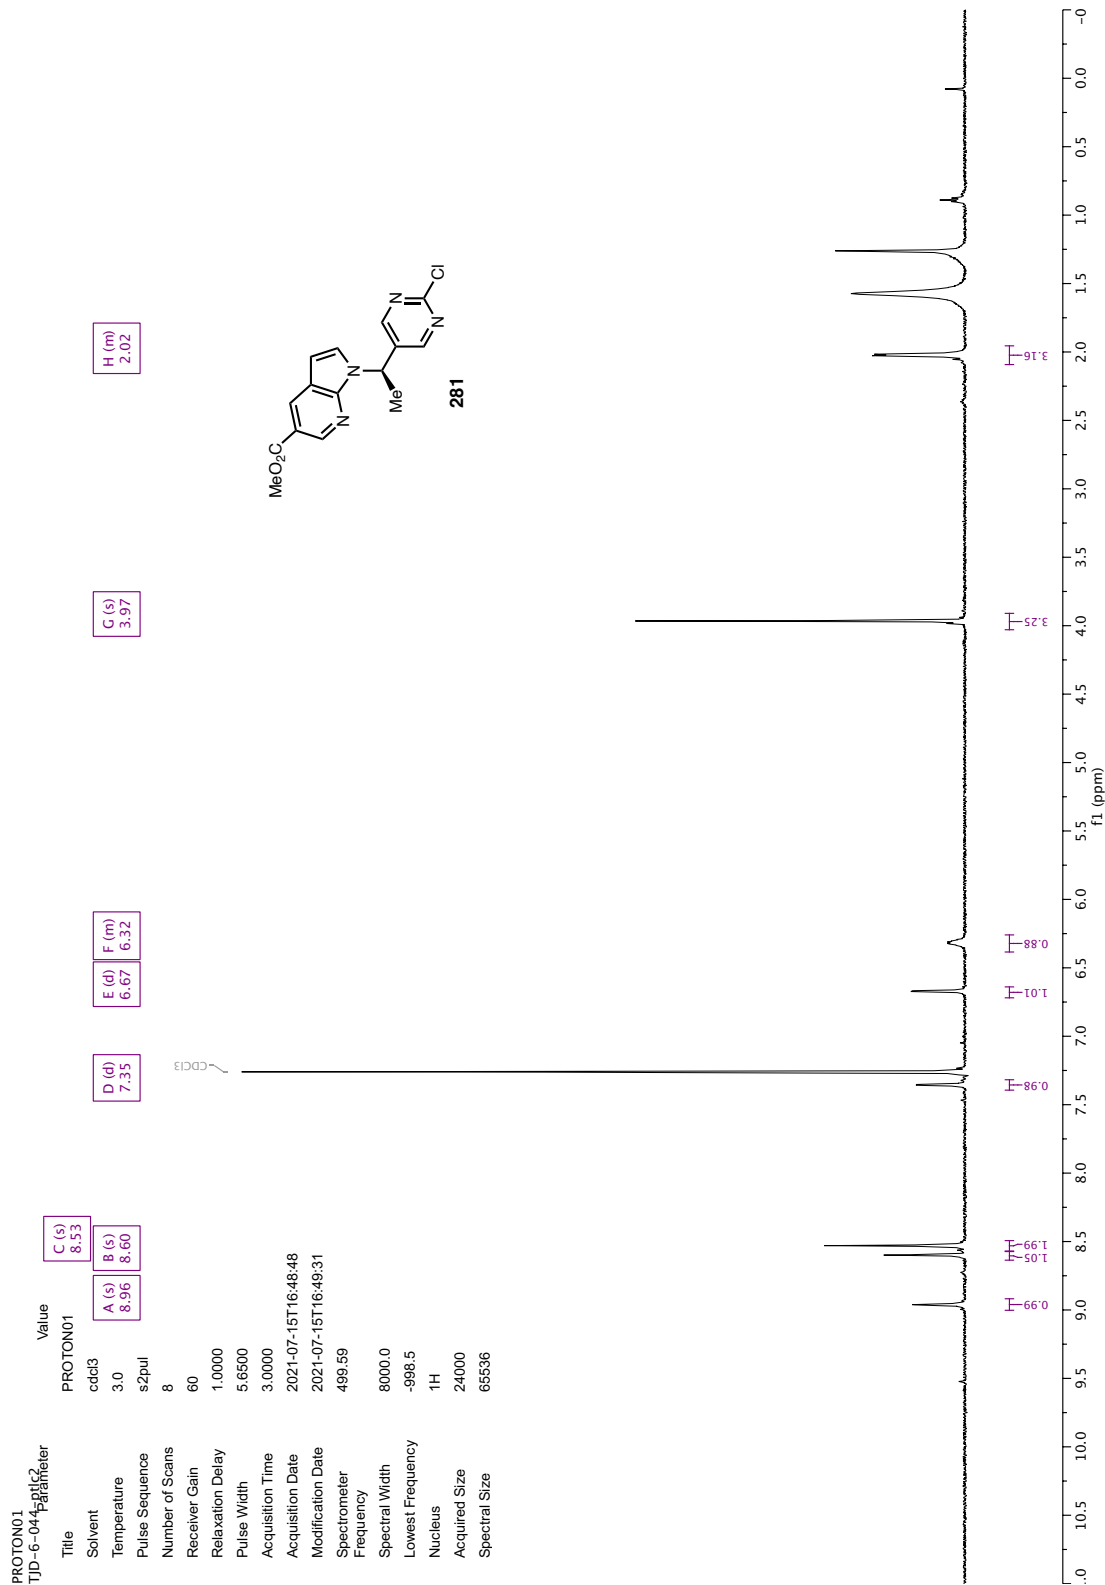 PROTON01
TJD-6-044-ptlc2
Parameter Value
Title PROTON01
Solvent cdcl3
Temperature 3.0
Pulse Sequence s2pul
Number of Scans 8
Receiver Gain 60
Relaxation Delay 1.0000
Pulse Width 5.6500
Acquisition Time 3.0000
Acquisition Date 2021-07-15T16:48:48
Modification Date 2021-07-15T16:49:31
Spectrometer Frequency 499.59
Spectral Width 8000.0
Lowest Frequency -998.5
Nucleus 1H
Acquired Size 24000
Spectral Size 65536
C (s)
8.53
A (s)
8.96
B (s)
8.60
D (d)
7.35
E (d)
6.67
F (m)
6.32
G (s)
3.97
H (m)
2.02
CDCl3
MeO2C
N
N
Me
N
N
Cl
281
0.99
1.05
1.99
0.98
1.01
0.88
3.25
3.16
.0 10.5 10.0 9.5 9.0 8.5 8.0 7.5 7.0 6.5 6.0 5.5 5.0 4.5 4.0 3.5 3.0 2.5 2.0 1.5 1.0 0.5 0.0 -0
f1 (ppm)